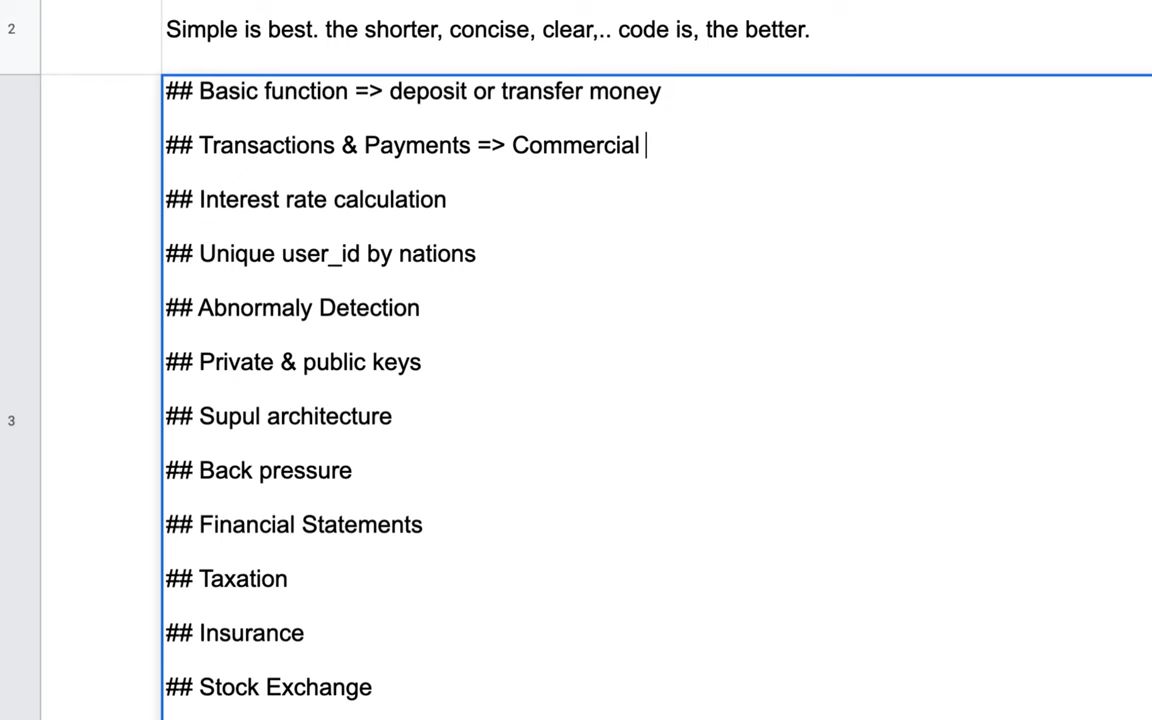 2
Simple is best. the shorter, concise, clear,.. code is, the better.
## Basic function => deposit or transfer money
## Transactions & Payments => Commercial
## Interest rate calculation
## Unique user_id by nations
## Abnormaly Detection
## Private & public keys
3
## Supul architecture
## Back pressure
## Financial Statements
## Taxation
## Insurance
## Stock Exchange